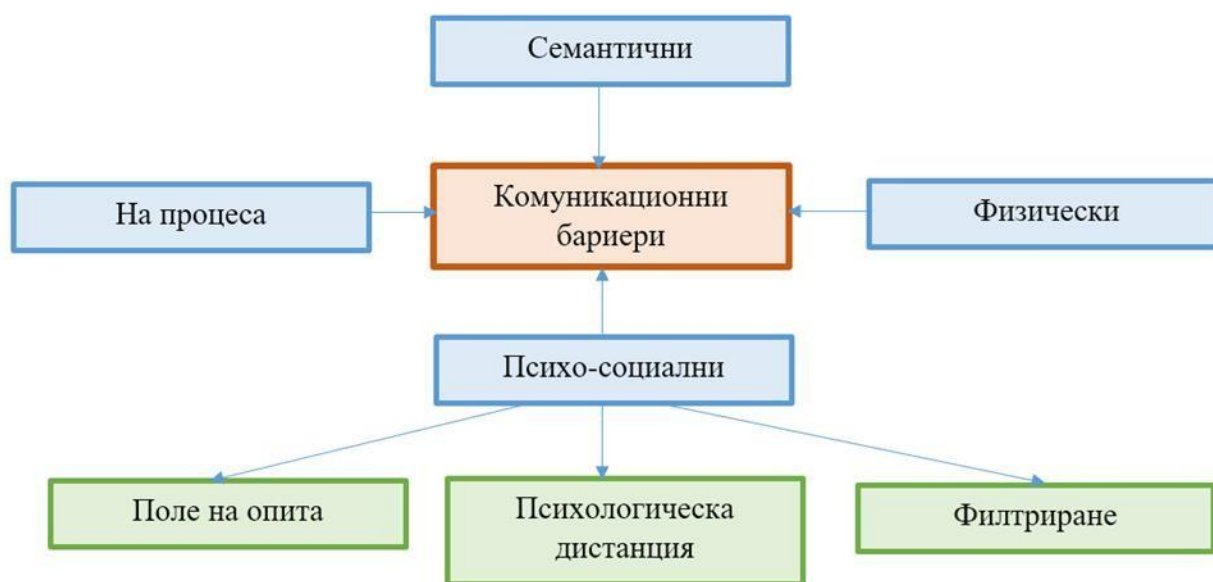 Семантични
На процеса
Комуникационни
бариери
Физически
Психо-социални
Поле на опита
Психологическа
дистанция
Филтриране